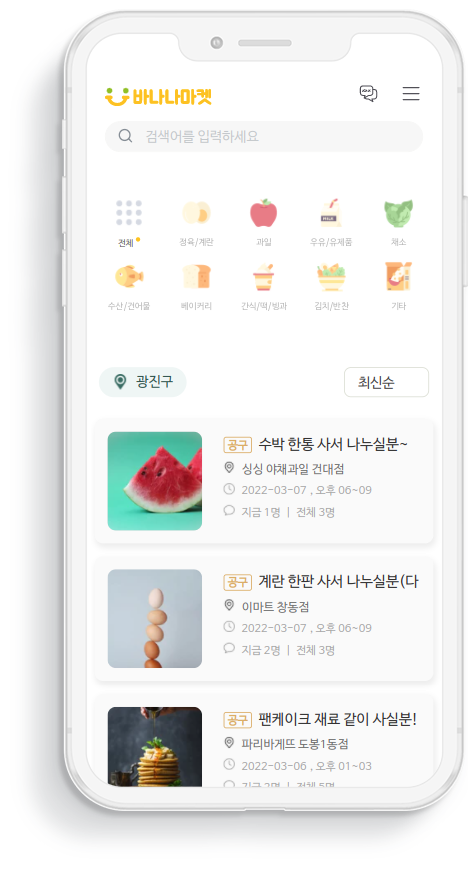 바나나마켓
검색어를 입력하세요
전체 정육/계란 과일 우유/유제품 채소
MILK
수산/건어물 베이커리 간식/떡/빙과 김치/반찬 기타
광진구 최신순
공구 수박 한통 사서 나누실분~
싱싱 야채과일 건대점
2022-03-07 , 오후 06~09
지금 1명 | 전체 3명
공구 계란 한판 사서 나누실분(다
이마트 창동점
2022-03-07 , 오후 06~09
지금 2명 | 전체 3명
공구 팬케이크 재료 같이 사실분!
파리바게뜨 도봉1동점
2022-03-06 , 오후 01~03
지금 2명 | 전체 5명